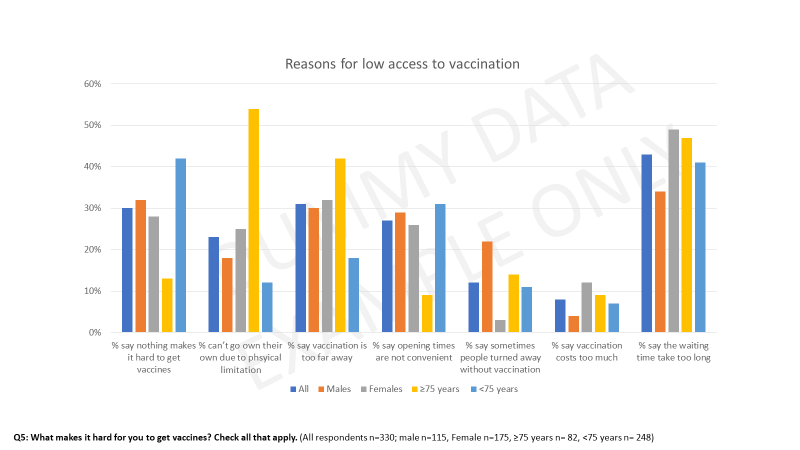 Reasons for low access to vaccination
60%
50%
40%
30%
20%
10%
0%
% say nothing makes
it hard to get
vaccines
% can't go own their
own due to phsyical
limitation
% say vaccination is
too far away
% say opening times
are not convenient
% say sometimes
people turned away
without vaccination
% say vaccination
costs too much
% say the waiting
time take too long
All Males Females ≥75 years <75 years
DUMMY DATA
EXAMPLE ONLY
Q5: What makes it hard for you to get vaccines? Check all that apply. (All respondents n=330; male n=115, Female n=175, ≥75 years n= 82, <75 years n= 248)